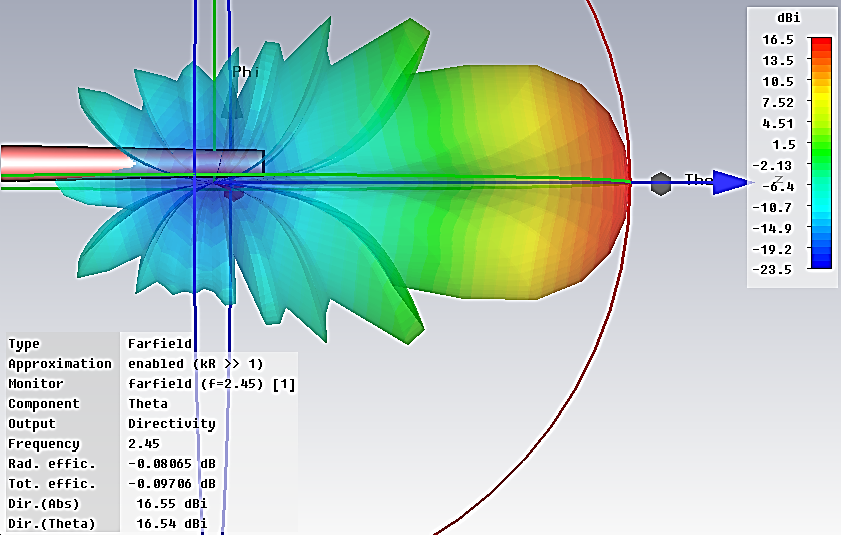 dBi
16.5
13.5
10.5
7.52
4.51
1.5
-2.13
-6.4
-10.7
-14.9
-19.2
-23.5
Phi
z
Type Farfield
Approximation enabled (kR >> 1)
Monitor farfield (f=2.45) [1]
Component Theta
Output Directivity
Frequency 2.45
Rad. effic. -0.08065 dB
Tot. effic. -0.09706 dB
Dir.(Abs) 16.55 dBi
Dir.(Theta) 16.54 dBi